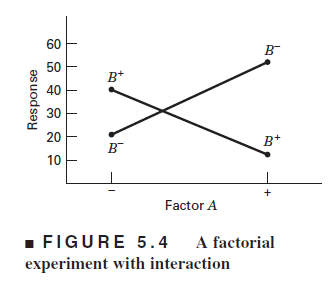 60
50
40
30
20
10
Response
B+
B−
B−
B+
−
+
Factor A
■ FIGURE 5.4 A factorial
experiment with interaction